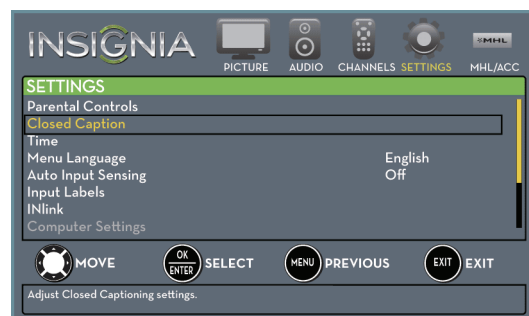 INSIGNIA
PICTURE AUDIO CHANNELS SETTINGS MHL MHL/ACC
SETTINGS
Parental Controls
Closed Caption
Time
Menu Language English
Auto Input Sensing Off
Input Labels
INlink
Computer Settings
MOVE OK ENTER SELECT MENU PREVIOUS EXIT EXIT
Adjust Closed Captioning settings.